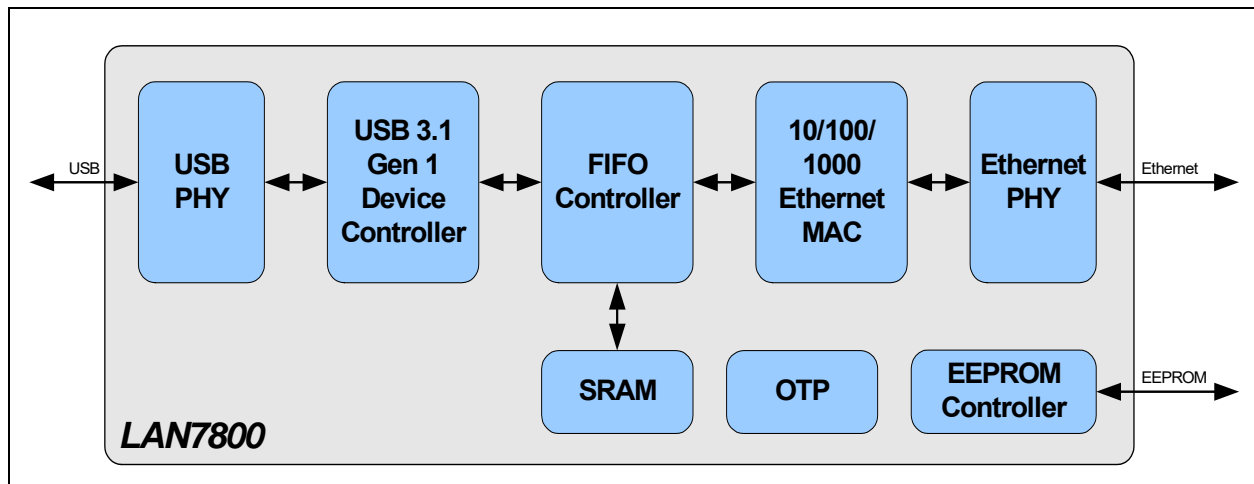 USB
USB
PHY
USB 3.1
Gen 1
Device
Controller
FIFO
Controller
10/100/
1000
Ethernet
MAC
Ethernet
PHY
Ethernet
SRAM
OTP
EEPROM
Controller
EEPROM
LAN7800